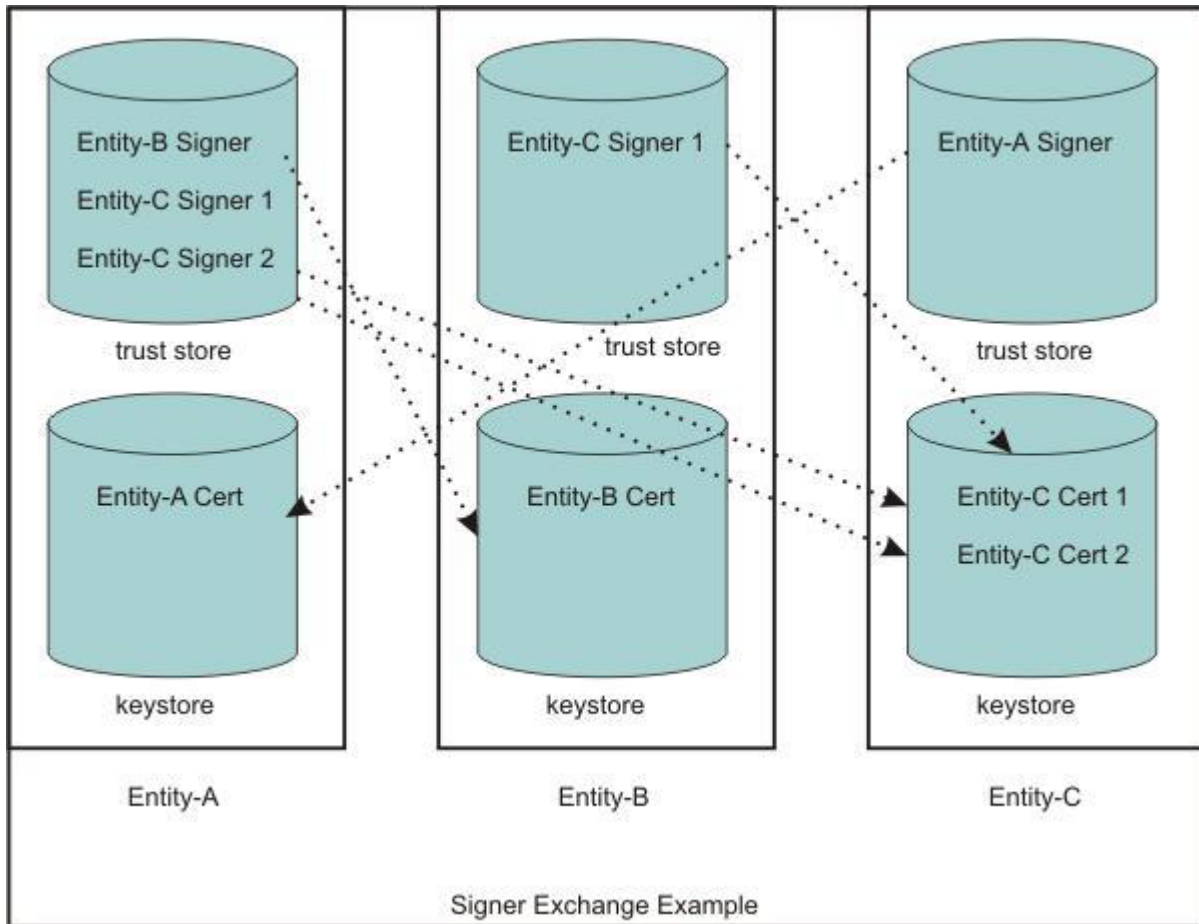 Entity-B Signer
Entity-C Signer 1
Entity-C Signer 2
trust store
Entity-A Cert
keystore
Entity-A
Entity-C Signer 1
trust store
Entity-B Cert
keystore
Entity-B
Entity-A Signer
trust store
Entity-C Cert 1
Entity-C Cert 2
keystore
Entity-C
Signer Exchange Example